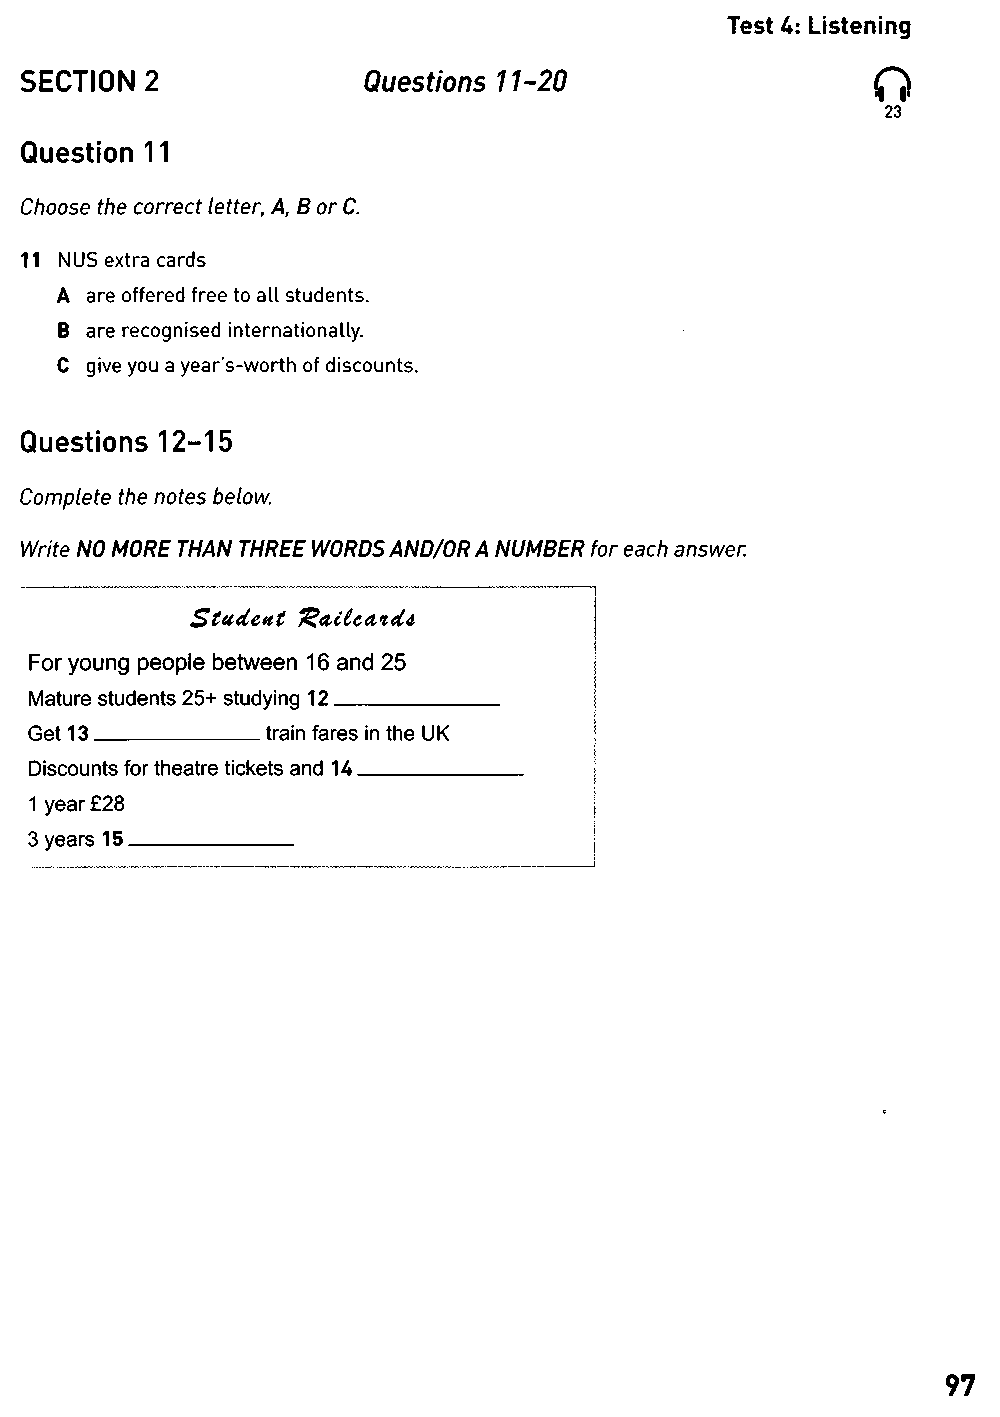 Test 4: Listening
SECTION 2 Questions 11-20
23
Question 11
Choose the correct letter, A, B or C.
11 NUS extra cards
A are offered free to all students.
B are recognised internationally.
C give you a year's-worth of discounts.
Questions 12-15
Complete the notes below.
Write NO MORE THAN THREE WORDS AND/OR A NUMBER for each answer.
Student Railcards
For young people between 16 and 25
Mature students 25+ studying 12
Get 13 train fares in the UK
Discounts for theatre tickets and 14
1 year £28
3 years 15
97